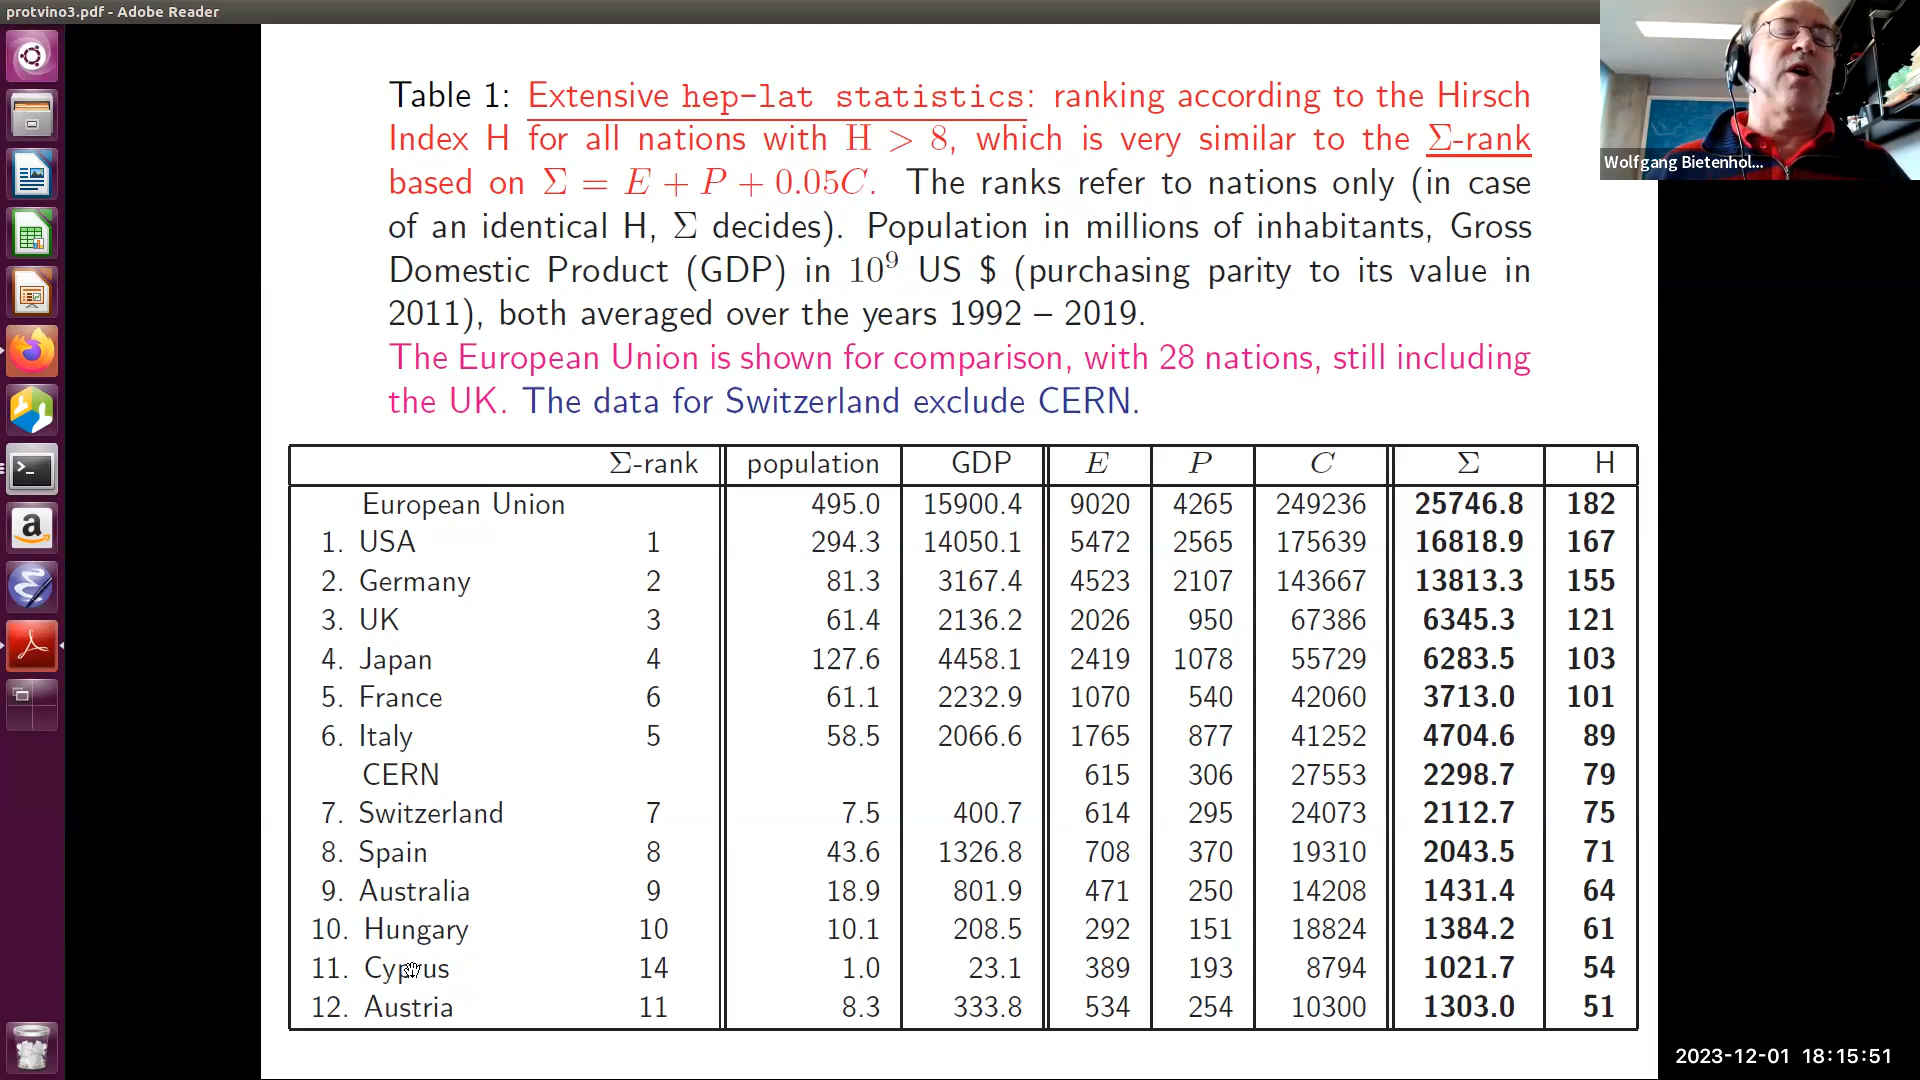 protvino3.pdf - Adobe Reader
Table 1: Extensive hep-lat statistics: ranking according to the Hirsch
Index H for all nations with H > 8, which is very similar to the Σ-rank
based on Σ = E + P + 0.05C. The ranks refer to nations only (in case
of an identical H, Σ decides). Population in millions of inhabitants, Gross
Domestic Product (GDP) in 10⁹ US $ (purchasing parity to its value in
2011), both averaged over the years 1992 – 2019.
The European Union is shown for comparison, with 28 nations, still including
the UK. The data for Switzerland exclude CERN.
Σ-rank population GDP E P C Σ H
European Union 495.0 15900.4 9020 4265 249236 25746.8 182
1. USA 1 294.3 14050.1 5472 2565 175639 16818.9 167
2. Germany 2 81.3 3167.4 4523 2107 143667 13813.3 155
3. UK 3 61.4 2136.2 2026 950 67386 6345.3 121
4. Japan 4 127.6 4458.1 2419 1078 55729 6283.5 103
5. France 6 61.1 2232.9 1070 540 42060 3713.0 101
6. Italy 5 58.5 2066.6 1765 877 41252 4704.6 89
CERN 615 306 27553 2298.7 79
7. Switzerland 7 7.5 400.7 614 295 24073 2112.7 75
8. Spain 8 43.6 1326.8 708 370 19310 2043.5 71
9. Australia 9 18.9 801.9 471 250 14208 1431.4 64
10. Hungary 10 10.1 208.5 292 151 18824 1384.2 61
11. Cyprus 14 1.0 23.1 389 193 8794 1021.7 54
12. Austria 11 8.3 333.8 534 254 10300 1303.0 51
Wolfgang Bietenhol...
2023-12-01 18:15:51